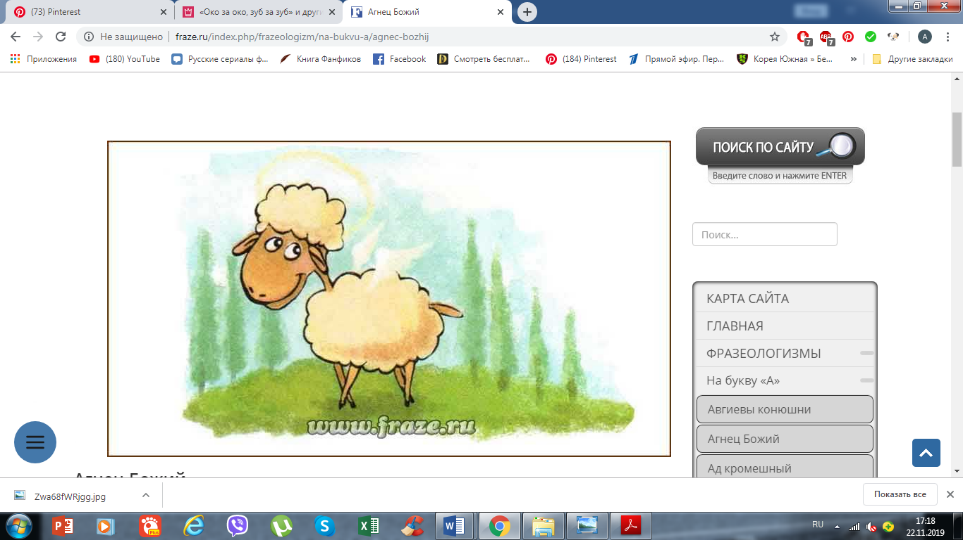 (73) Pinterest
«Око за око, зуб за зуб» и други
Агнец Божий
Не защищено
fraze.ru/index.php/frazeologizm/na-bukvu-a/agnec-bozhij
Приложения
(180) YouTube
Русские сериалы ф...
Книга Фанфиков
Facebook
Смотреть бесплат...
(184) Pinterest
Прямой эфир. Пер...
Корея Южная » Бе...
»
Другие закладки
ПОИСК ПО САЙТУ
Введите слово и нажмите ENTER
Поиск...
КАРТА САЙТА
ГЛАВНАЯ
ФРАЗЕОЛОГИЗМЫ
На букву «А»
Авгиевы конюшни
Агнец Божий
Ад кромешный
www.fraze.ru
Агнец Божий
Zwa68fWRjgg.jpg
Показать все
RU
17:18
22.11.2019